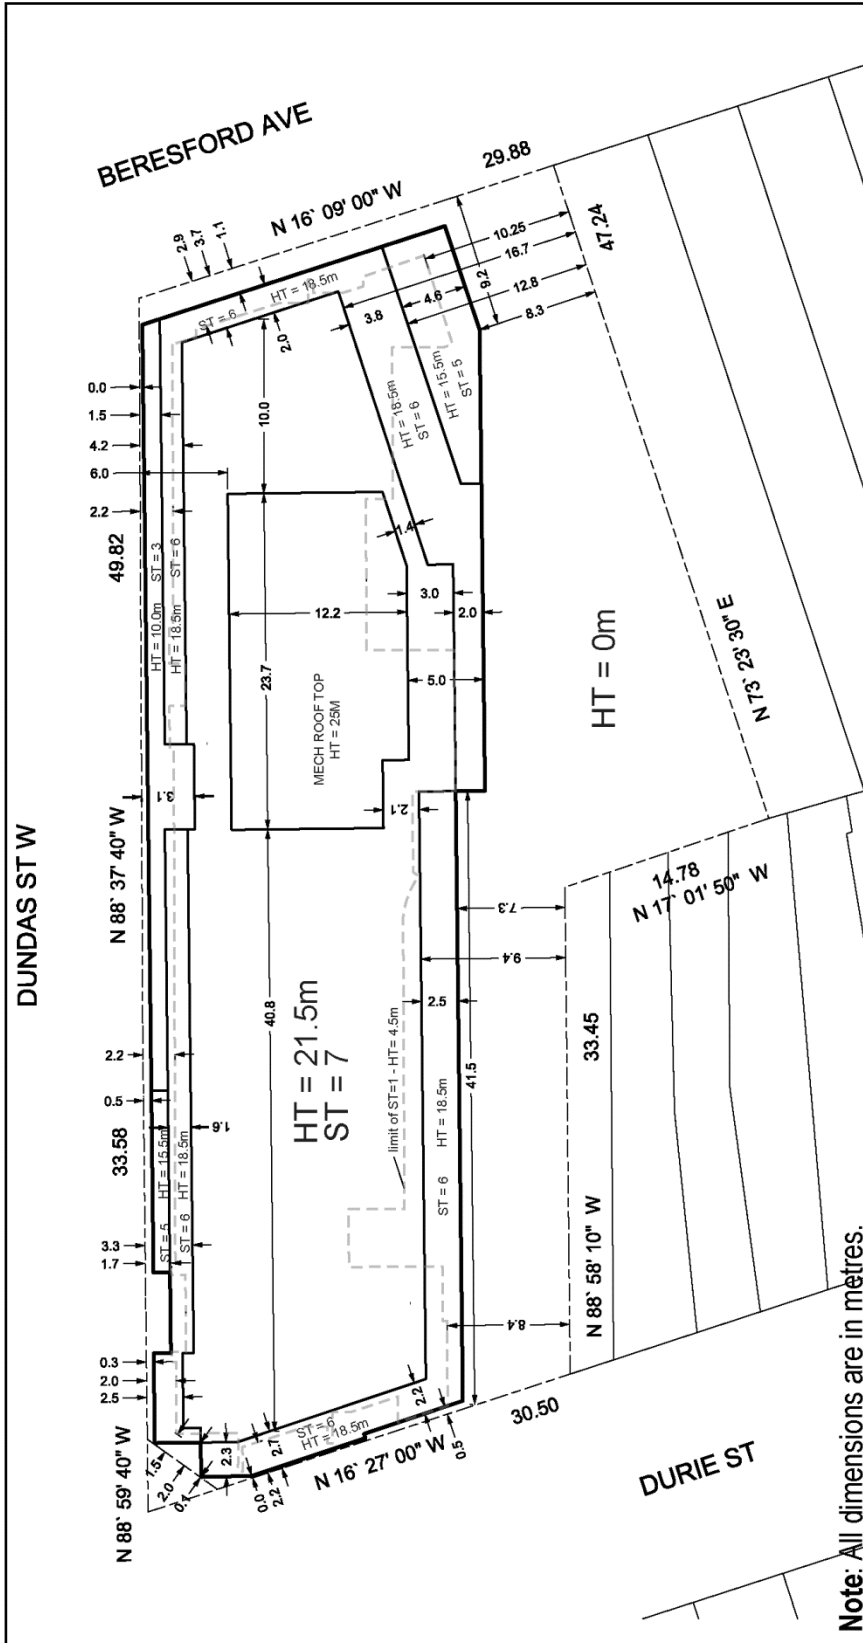 DUNDAS ST W
BERESFORD AVE
DURIE ST
N 16` 09' 00" W
29.88
47.24
2.9
3.7
1.1
ST = 6
HT = 18.5m
10.25
16.7
12.8
8.3
9.2
4.6
3.8
2.0
HT = 15.5m
ST = 5
HT = 18.5m
ST = 6
0.0
1.5
4.2
6.0
2.2
10.0
49.82
HT = 10.0m ST = 3
HT = 18.5m ST = 6
1.4
3.0
2.0
12.2
23.7
5.0
MECH ROOF TOP
HT = 25M
HT = 0m
N 73` 23' 30" E
3.1
2.1
N 88` 37' 40" W
14.78
N 17` 01' 50" W
7.3
9.4
2.5
40.8
HT = 21.5m
ST = 7
limit of ST=1 - HT= 4.5m
41.5
33.45
2.2
0.5
33.58
1.6
ST = 5 HT = 15.5m
ST = 6 HT = 18.5m
ST = 6 HT = 18.5m
3.3
1.7
8.4
N 88` 58' 10" W
0.3
2.0
2.5
N 88` 59' 40" W
1.5
2.0
0.1
2.3
2.7
ST = 6
HT = 18.5m
2.2
0.0
2.2
N 16` 27' 00" W
0.5
30.50
Note: All dimensions are in metres.